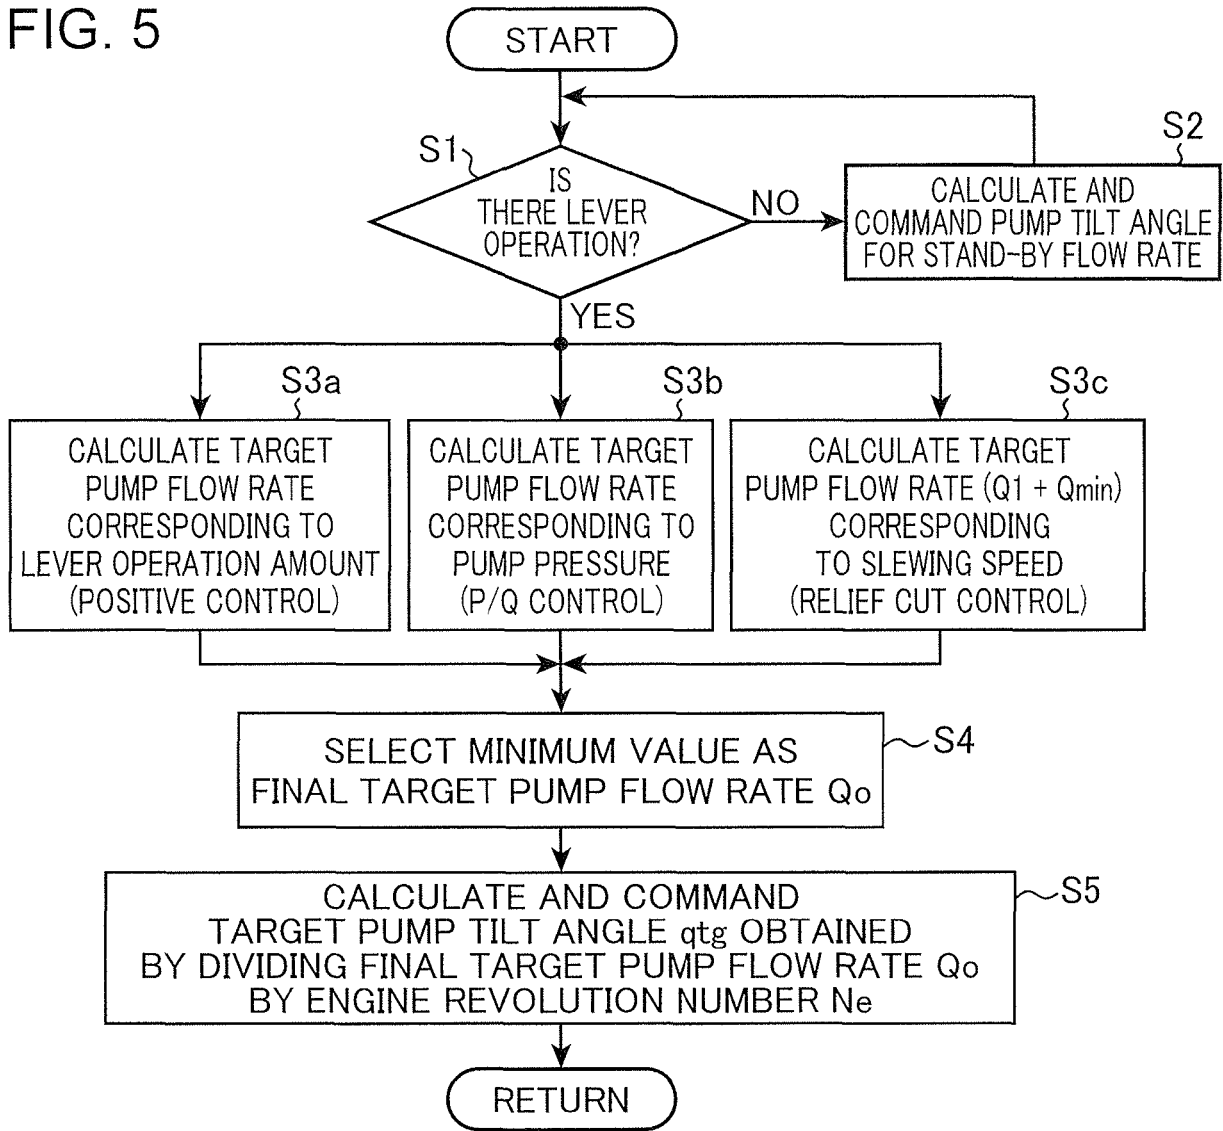 FIG. 5
START
S1
IS
THERE LEVER
OPERATION?
NO
S2
CALCULATE AND
COMMAND PUMP TILT ANGLE
FOR STAND-BY FLOW RATE
YES
S3a
CALCULATE TARGET
PUMP FLOW RATE
CORRESPONDING TO
LEVER OPERATION AMOUNT
(POSITIVE CONTROL)
S3b
CALCULATE TARGET
PUMP FLOW RATE
CORRESPONDING TO
PUMP PRESSURE
(P/Q CONTROL)
S3c
CALCULATE TARGET
PUMP FLOW RATE (Q1 + Qmin)
CORRESPONDING
TO SLEWING SPEED
(RELIEF CUT CONTROL)
S4
SELECT MINIMUM VALUE AS
FINAL TARGET PUMP FLOW RATE Qo
S5
CALCULATE AND COMMAND
TARGET PUMP TILT ANGLE qtg OBTAINED
BY DIVIDING FINAL TARGET PUMP FLOW RATE Qo
BY ENGINE REVOLUTION NUMBER Ne
RETURN